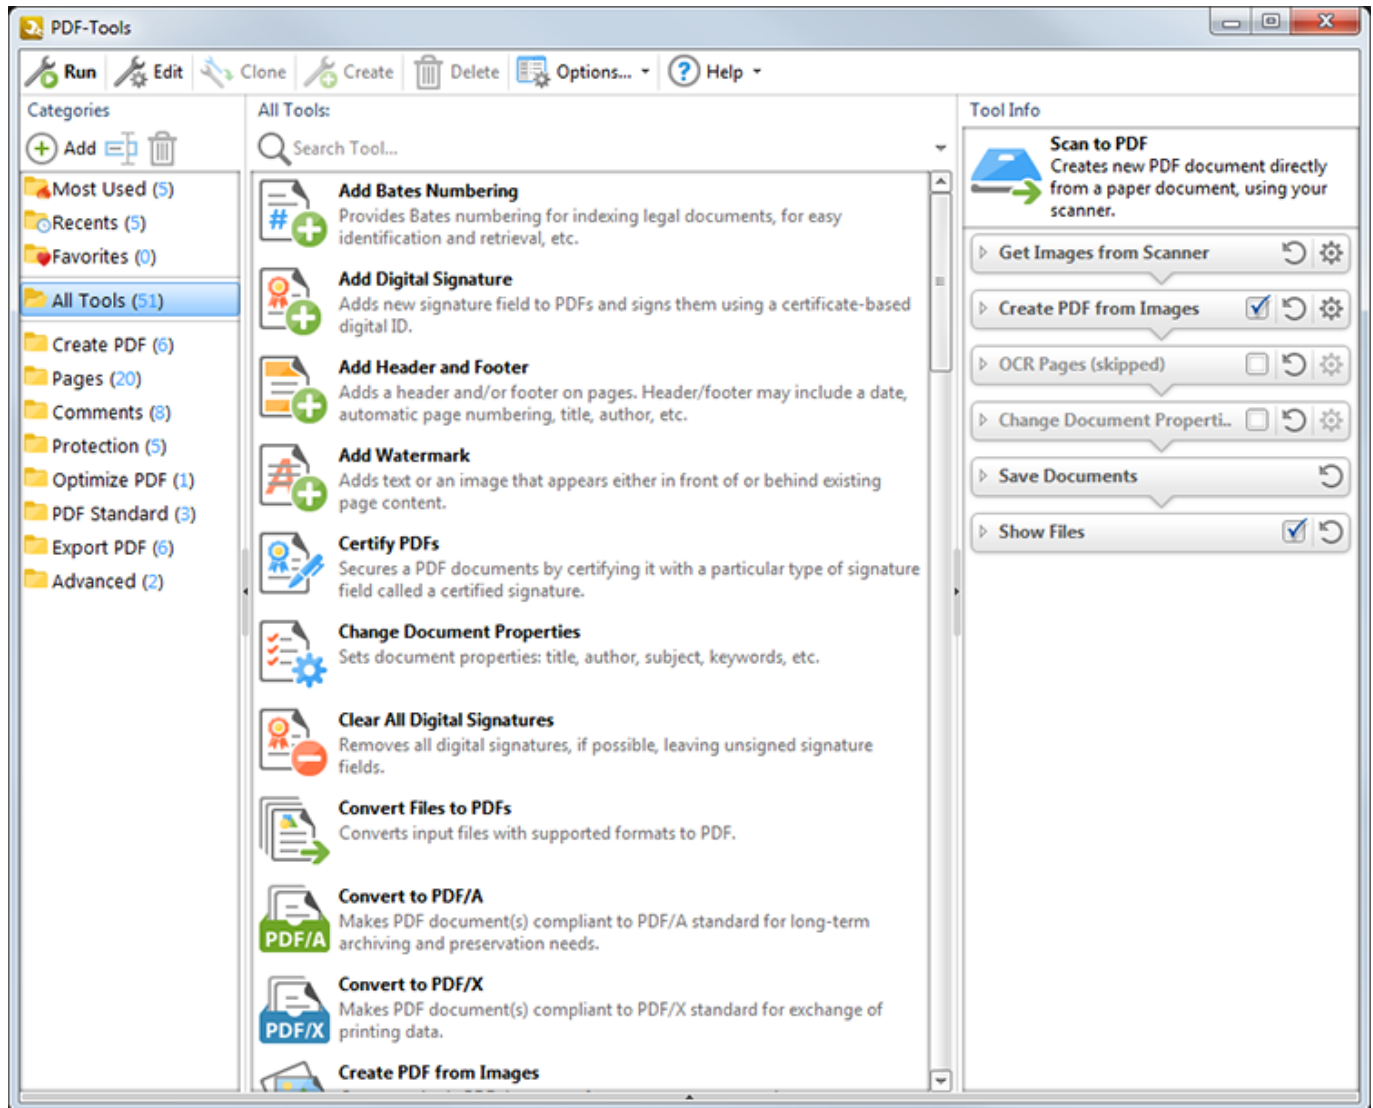 PDF-Tools
Run Edit Clone Create Delete Options... Help
Categories
Add
Most Used (5)
Recents (5)
Favorites (0)
All Tools (51)
Create PDF (6)
Pages (20)
Comments (8)
Protection (5)
Optimize PDF (1)
PDF Standard (3)
Export PDF (6)
Advanced (2)
All Tools:
Search Tool...
#
Add Bates Numbering
Provides Bates numbering for indexing legal documents, for easy
identification and retrieval, etc.
Add Digital Signature
Adds new signature field to PDFs and signs them using a certificate-based
digital ID.
Add Header and Footer
Adds a header and/or footer on pages. Header/footer may include a date,
automatic page numbering, title, author, etc.
A
Add Watermark
Adds text or an image that appears either in front of or behind existing
page content.
Certify PDFs
Secures a PDF documents by certifying it with a particular type of signature
field called a certified signature.
Change Document Properties
Sets document properties: title, author, subject, keywords, etc.
Clear All Digital Signatures
Removes all digital signatures, if possible, leaving unsigned signature
fields.
Convert Files to PDFs
Converts input files with supported formats to PDF.
PDF/A
Convert to PDF/A
Makes PDF document(s) compliant to PDF/A standard for long-term
archiving and preservation needs.
PDF/X
Convert to PDF/X
Makes PDF document(s) compliant to PDF/X standard for exchange of
printing data.
Create PDF from Images
Tool Info
Scan to PDF
Creates new PDF document directly
from a paper document, using your
scanner.
Get Images from Scanner
Create PDF from Images
OCR Pages (skipped)
Change Document Properti..
Save Documents
Show Files